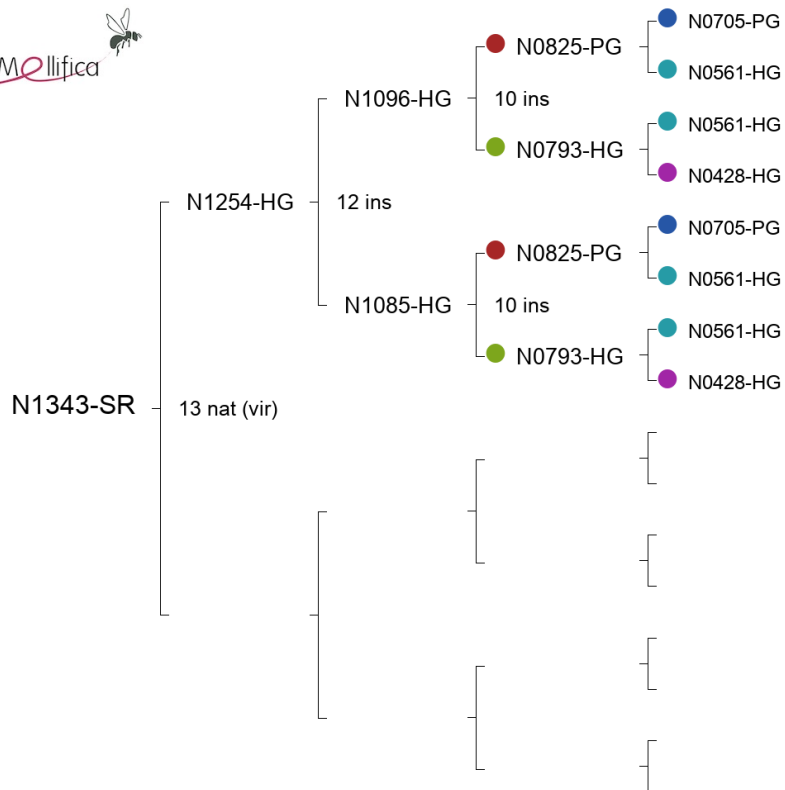 Mellifica
N0705-PG
N0825-PG
N0561-HG
N1096-HG
10 ins
N0561-HG
N0793-HG
N0428-HG
N1254-HG
12 ins
N0705-PG
N0825-PG
N0561-HG
N1085-HG
10 ins
N0561-HG
N0793-HG
N0428-HG
N1343-SR
13 nat (vir)